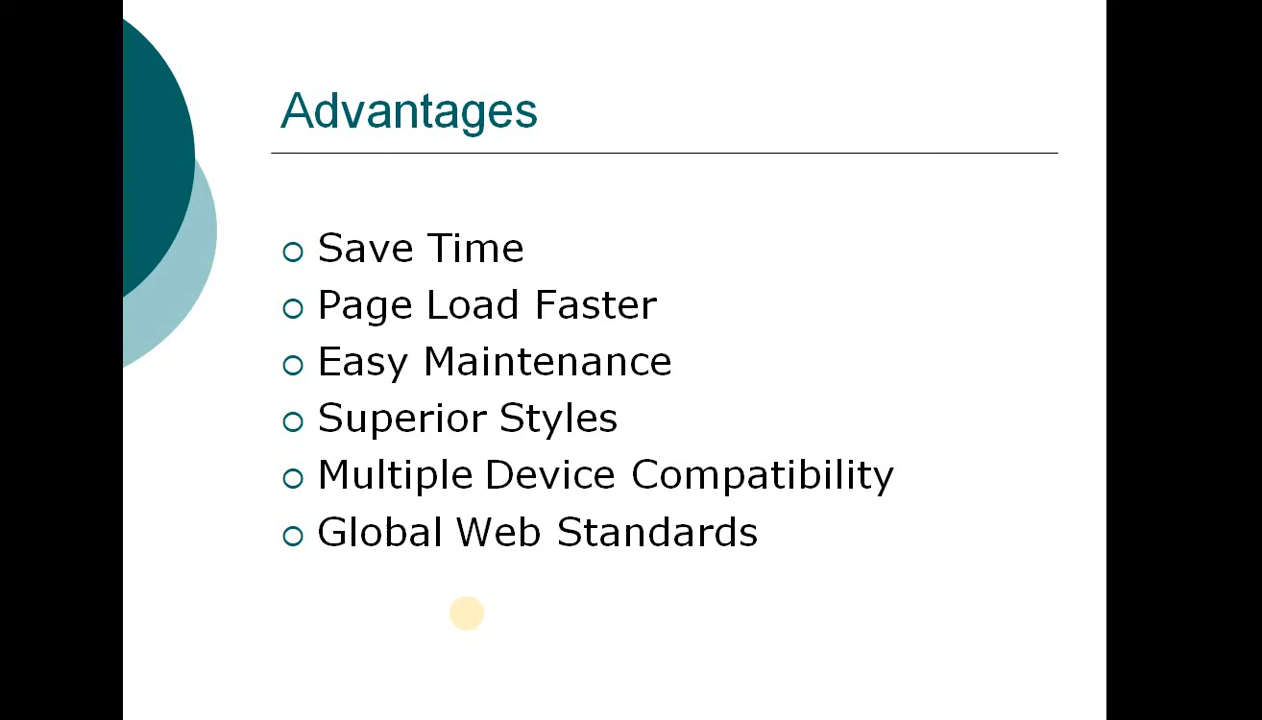 Advantages
Save Time
Page Load Faster
Easy Maintenance
Superior Styles
Multiple Device Compatibility
Global Web Standards